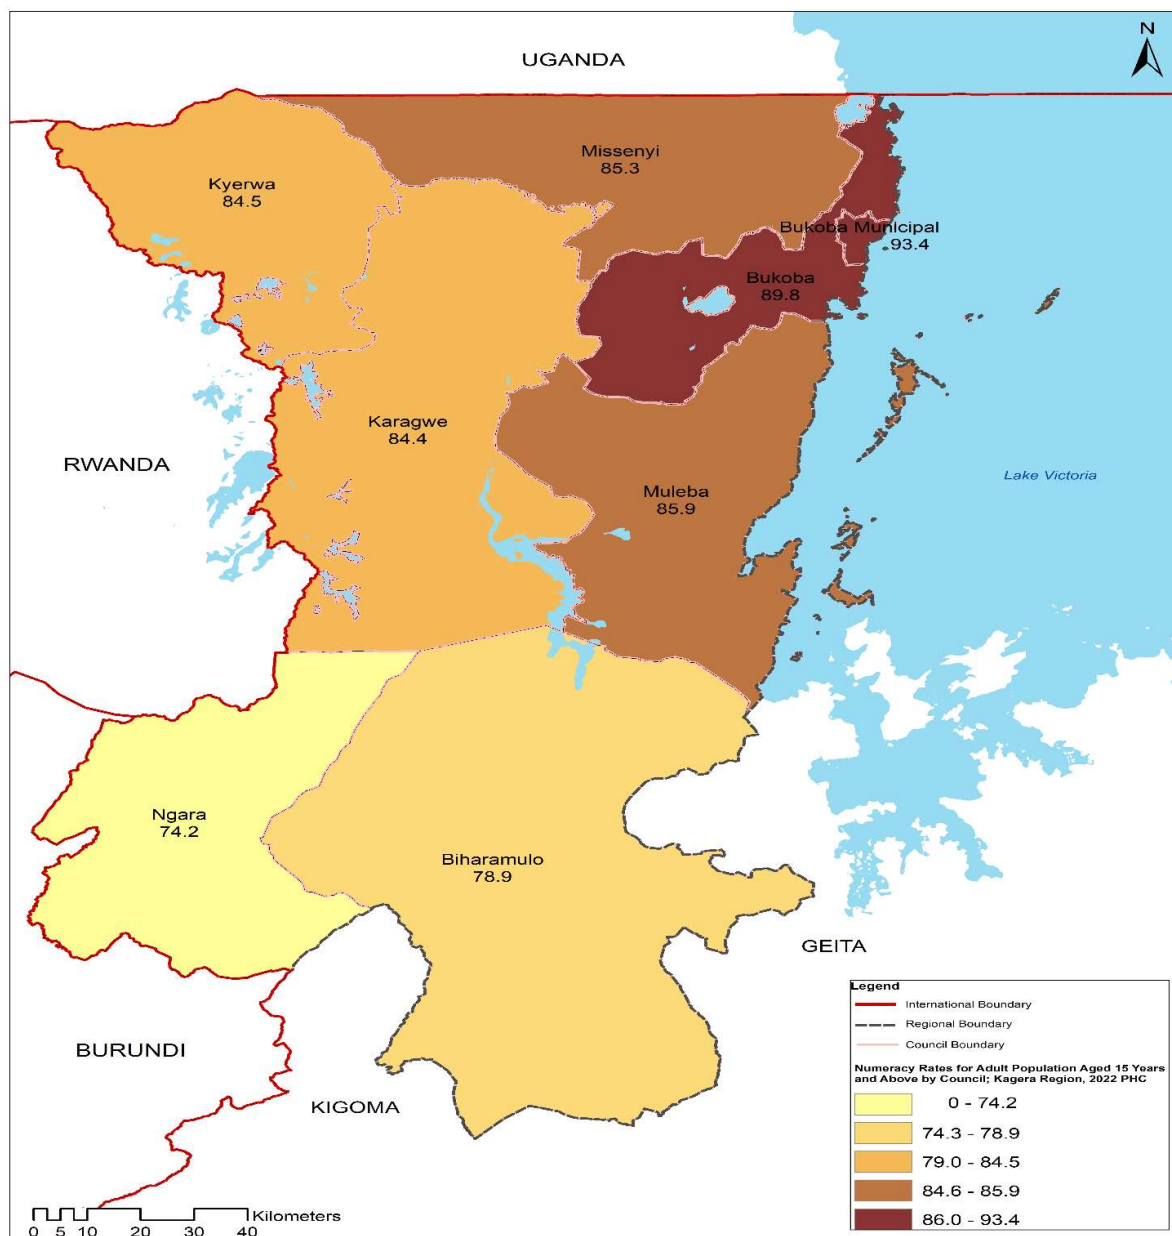 UGANDA
N
Missenyi
85.3
Kyerwa
84.5
Bukoba Municipal
93.4
Bukoba
89.8
Karagwe
84.4
RWANDA
Lake Victoria
Muleba
85.9
Ngara
74.2
Biharamulo
78.9
GEITA
BURUNDI
KIGOMA
Legend
International Boundary
Regional Boundary
Council Boundary
Numeracy Rates for Adult Population Aged 15 Years
and Above by Council; Kagera Region, 2022 PHC
0 - 74.2
74.3 - 78.9
79.0 - 84.5
84.6 - 85.9
86.0 - 93.4
Kilometers
0 5 10 20 30 40